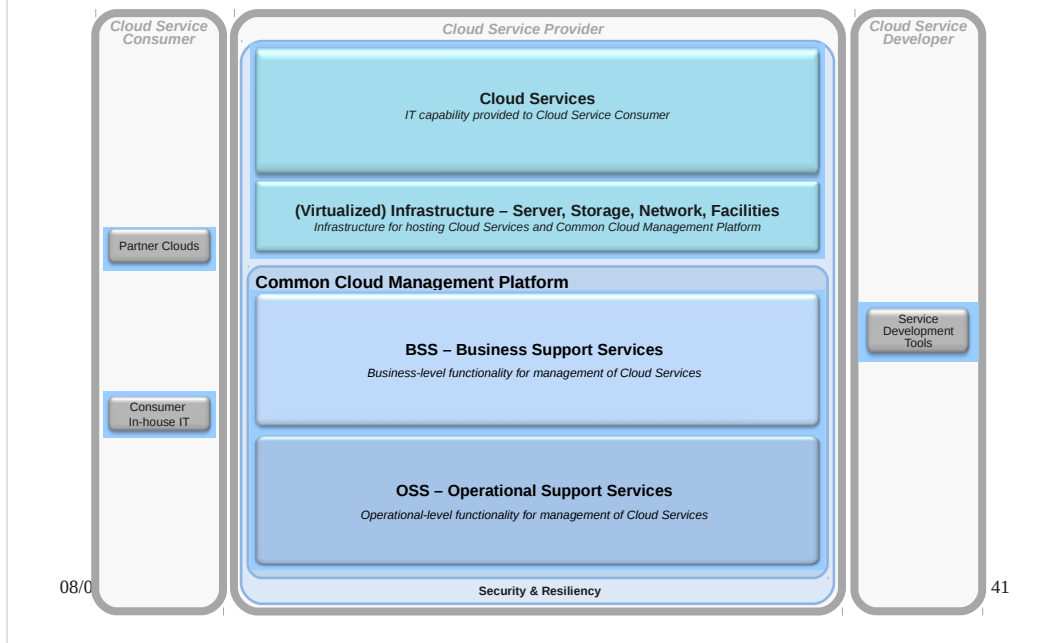 Cloud Service
Consumer
Partner Clouds
Consumer
In-house IT
Cloud Service Provider
Cloud Services
IT capability provided to Cloud Service Consumer
(Virtualized) Infrastructure – Server, Storage, Network, Facilities
Infrastructure for hosting Cloud Services and Common Cloud Management Platform
Common Cloud Management Platform
BSS – Business Support Services
Business-level functionality for management of Cloud Services
OSS – Operational Support Services
Operational-level functionality for management of Cloud Services
Security & Resiliency
Cloud Service
Developer
Service
Development
Tools
08/0
41